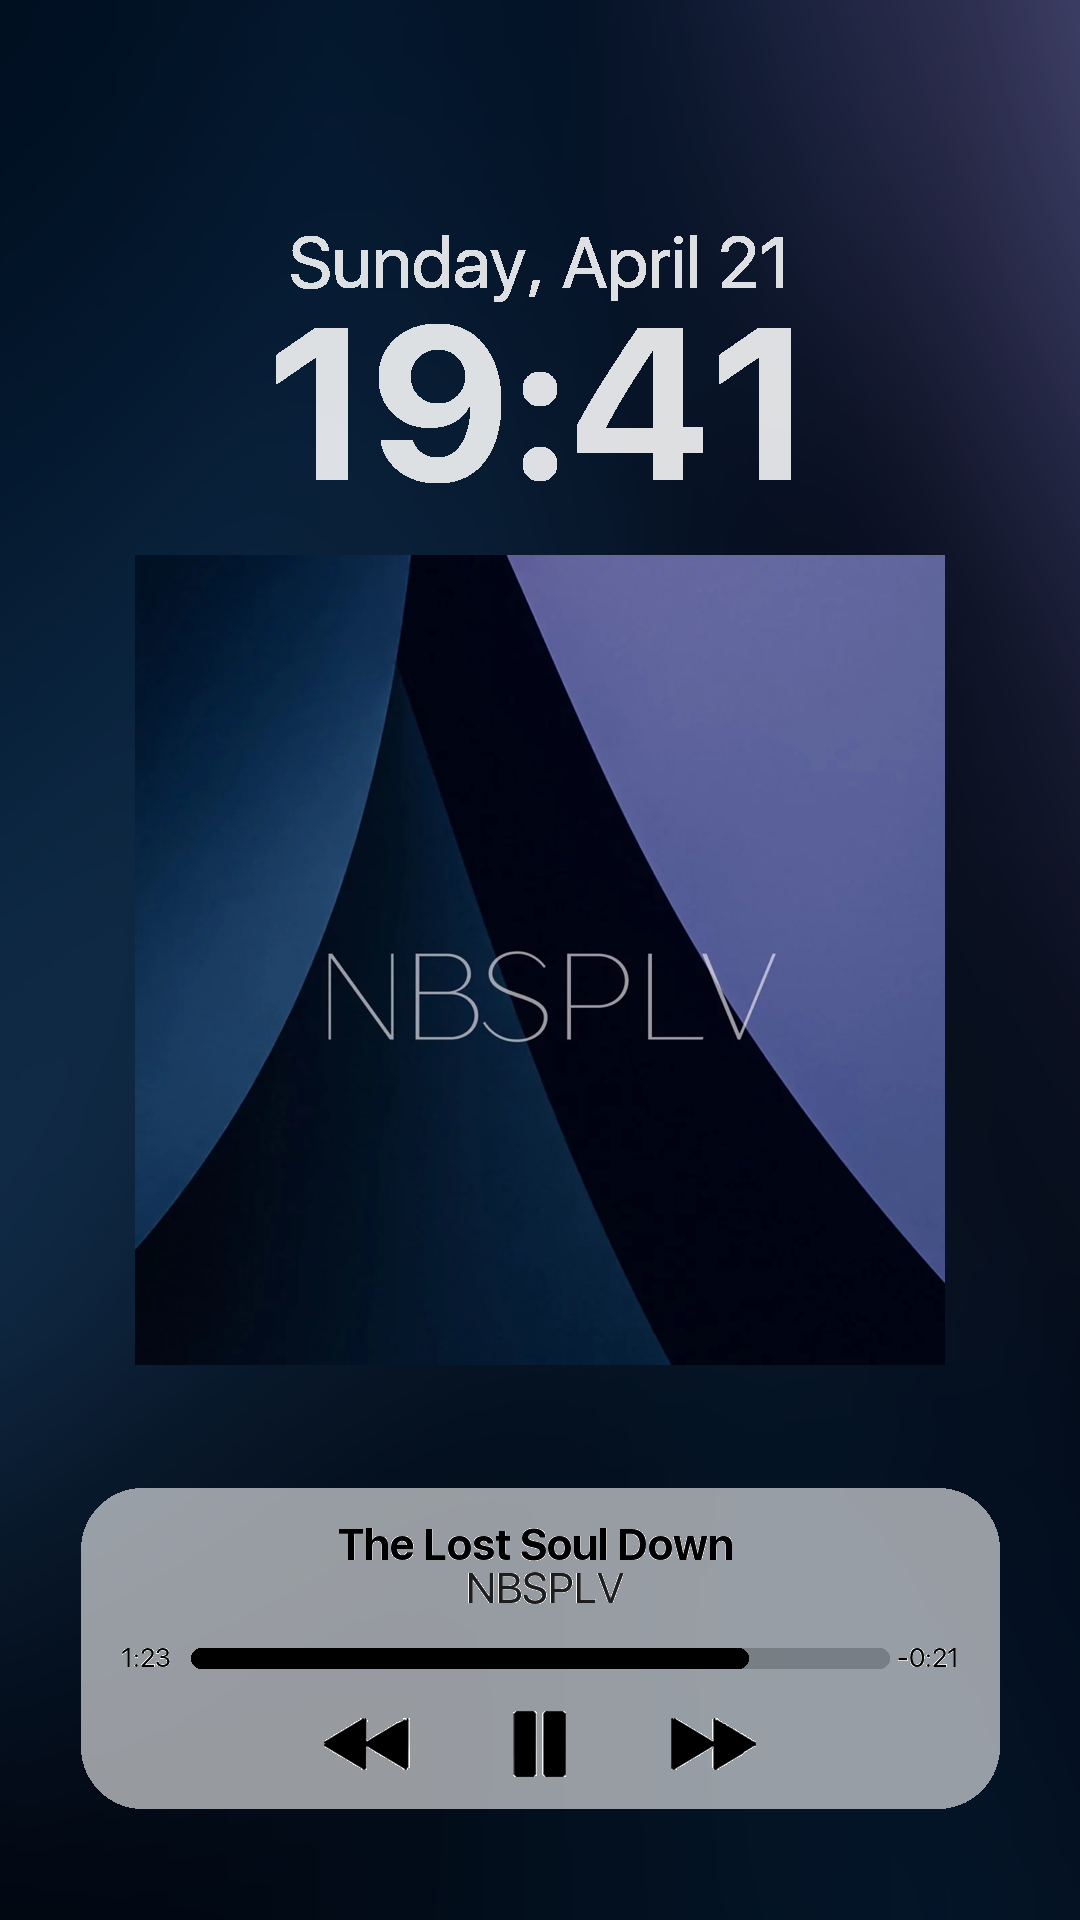 Sunday, April 21
19:41
NBSPLV
The Lost Soul Down
NBSPLV
1:23
-0:21